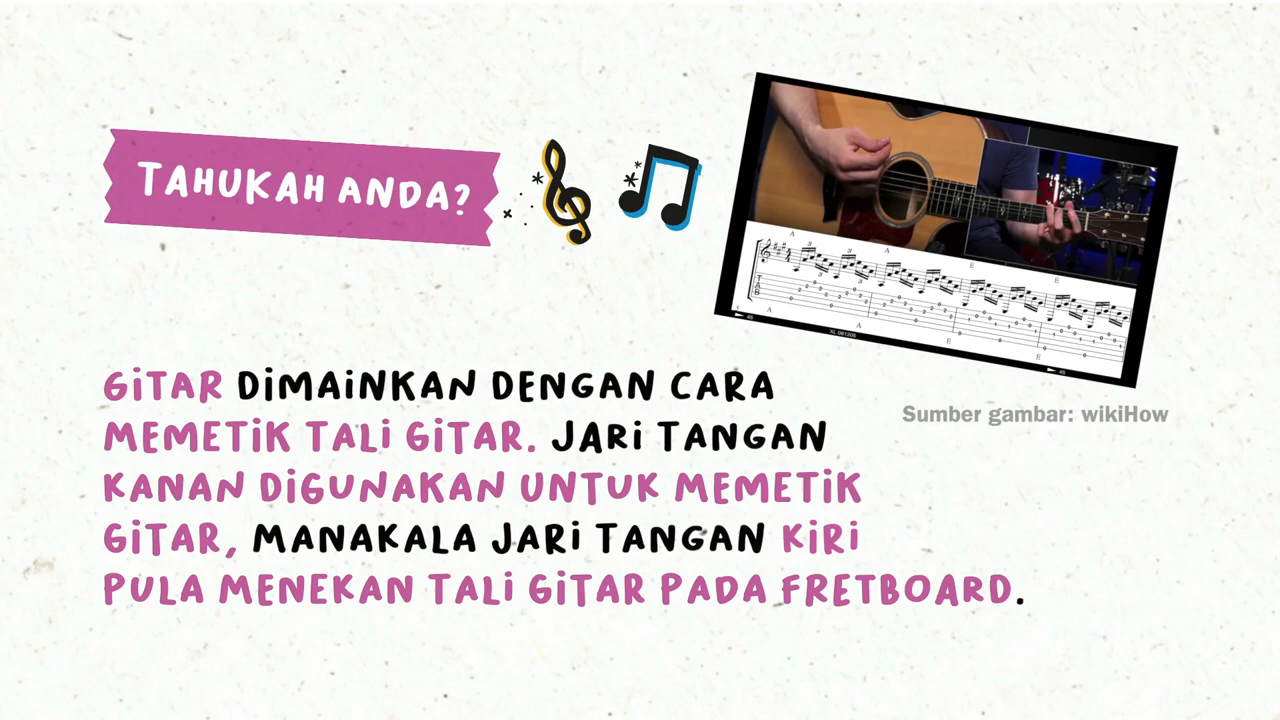 TAHUKAH ANDA?
GiTAR DiMAiNKAN DENGAN CARA
MEMETiK TALi GiTAR. JARi TANGAN
KANAN DiGUNAKAN UNTUK MEMETiK
GiTAR, MANAKALA JARi TANGAN KiRi
PULA MENEKAN TALi GiTAR PADA FRETBOARD.
Sumber gambar: wikiHow